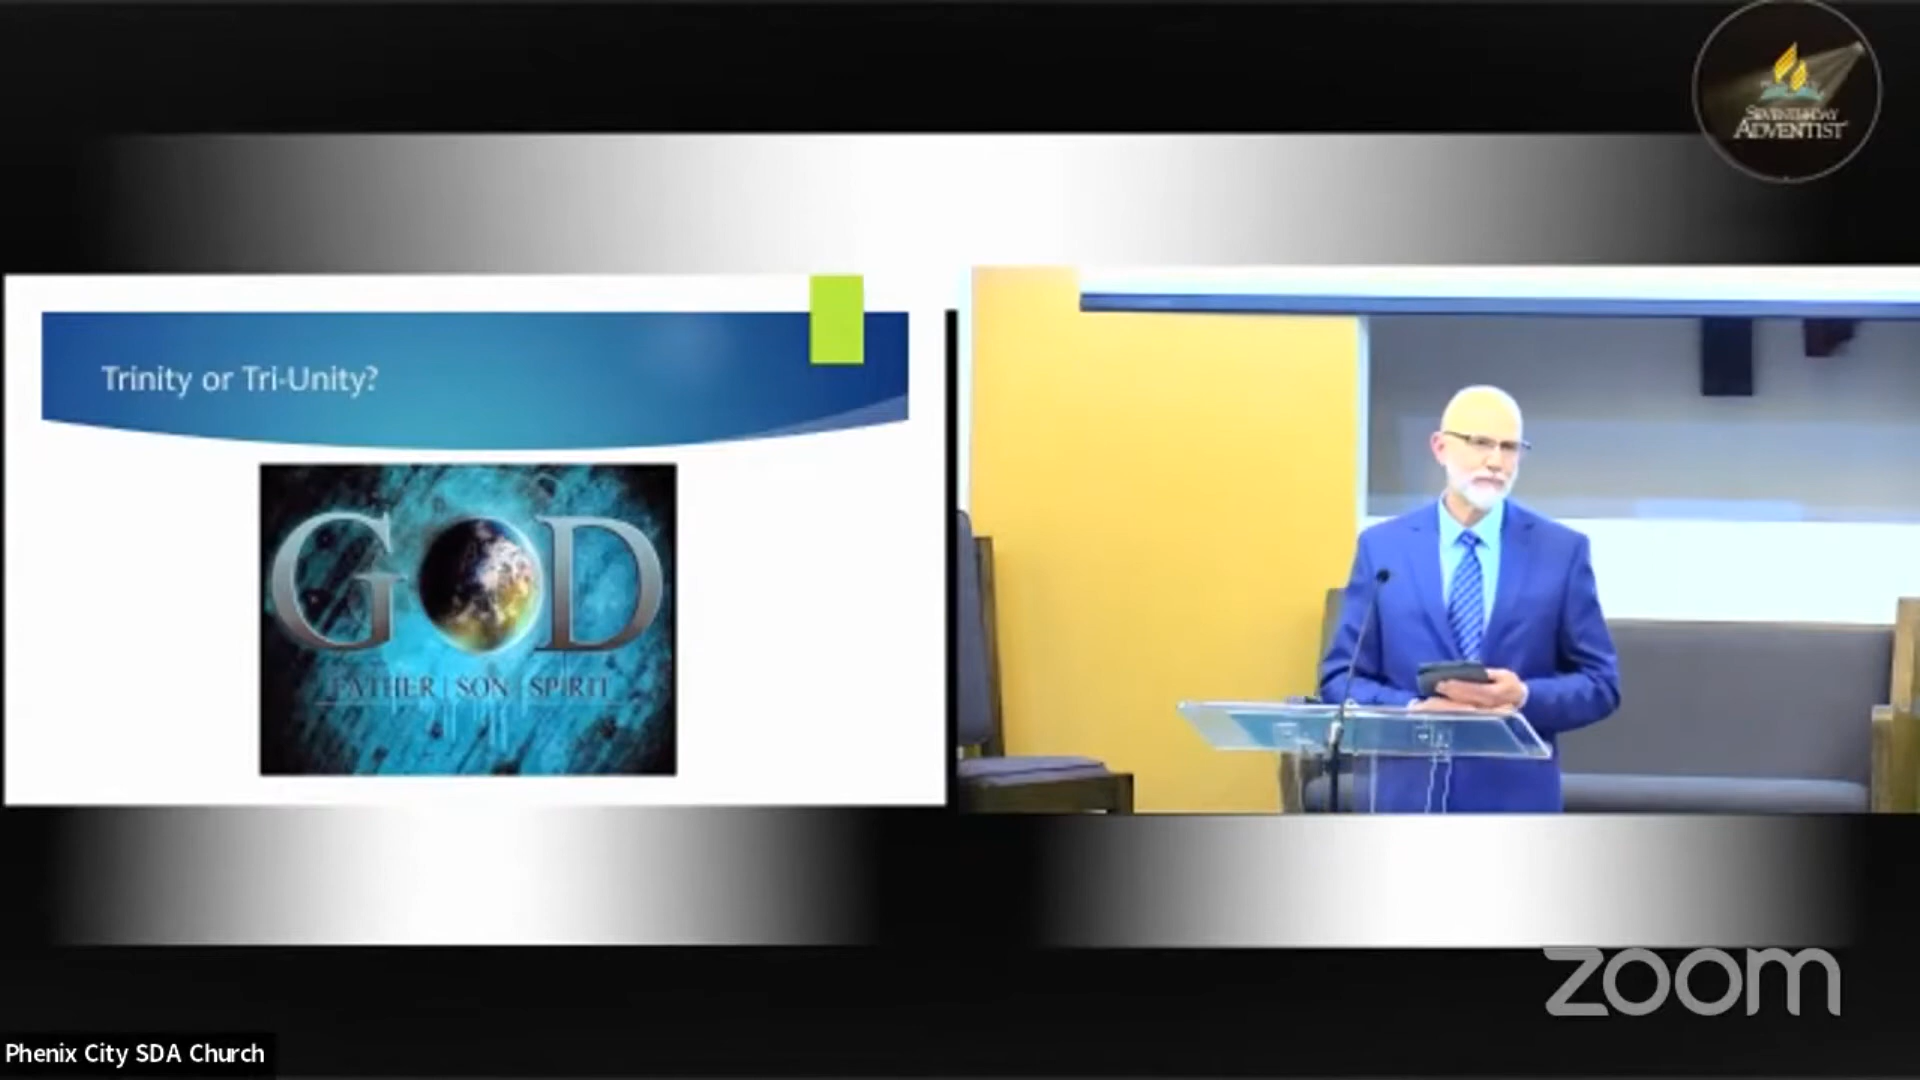 SEVENTH-DAY
ADVENTIST
Trinity or Tri-Unity?
GOD
FATHER | SON | SPIRIT
zoom
Phenix City SDA Church